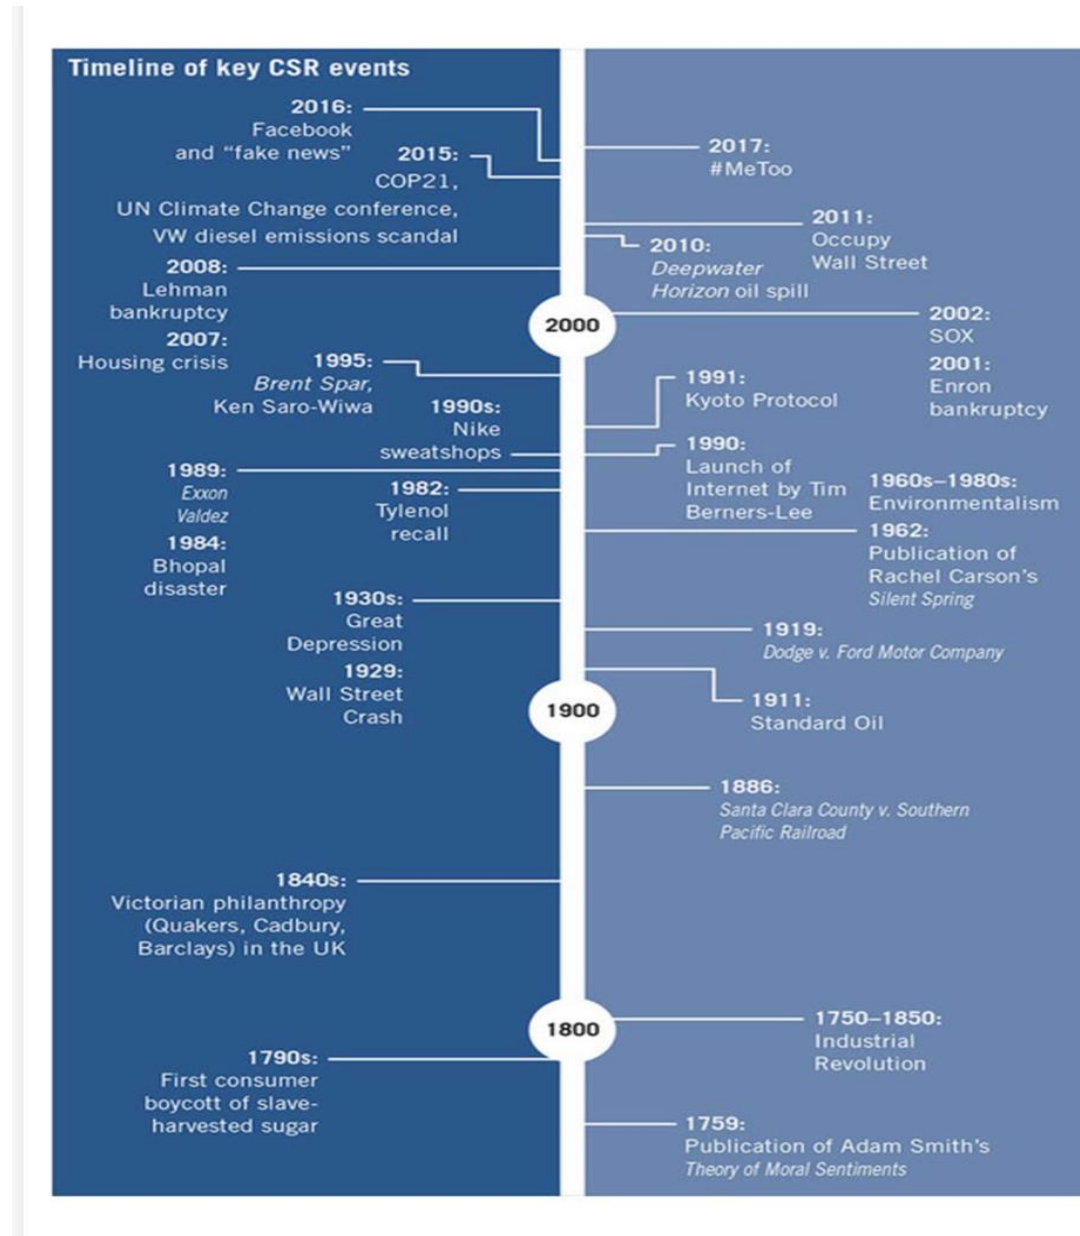 Timeline of key CSR events
2016:
Facebook
and “fake news”
2015:
COP21,
UN Climate Change conference,
VW diesel emissions scandal
2017:
#MeToo
2011:
Occupy
Wall Street
2010:
Deepwater
Horizon oil spill
2008:
Lehman
bankruptcy
2007:
Housing crisis
2000
2002:
SOX
2001:
Enron
bankruptcy
1995:
Brent Spar,
Ken Saro-Wiwa
1991:
Kyoto Protocol
1990s:
Nike
sweatshops
1990:
Launch of
Internet by Tim
Berners-Lee
1989:
Exxon
Valdez
1984:
Bhopal
disaster
1982:
Tylenol
recall
1960s–1980s:
Environmentalism
1962:
Publication of
Rachel Carson’s
Silent Spring
1930s:
Great
Depression
1929:
Wall Street
Crash
1919:
Dodge v. Ford Motor Company
1911:
Standard Oil
1900
1886:
Santa Clara County v. Southern
Pacific Railroad
1840s:
Victorian philanthropy
(Quakers, Cadbury,
Barclays) in the UK
1800
1750–1850:
Industrial
Revolution
1790s:
First consumer
boycott of slave-
harvested sugar
1759:
Publication of Adam Smith’s
Theory of Moral Sentiments